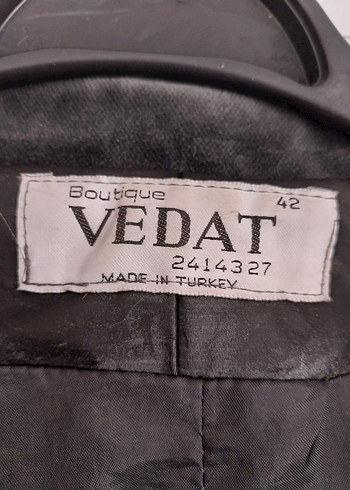 Boutique 42
VEDAT
2414327
MADE IN TURKEY